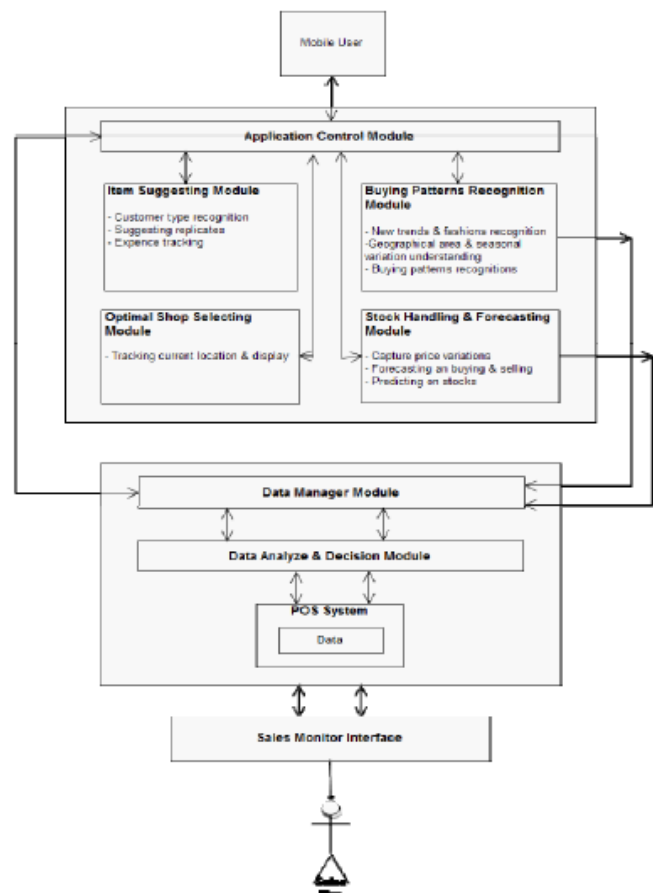 Mobile User
Application Control Module
Item Suggesting Module
- Customer type recognition
- Suggesting replicates
- Expence tracking
Buying Patterns Recognition
Module
- New trends & fashions recognition
-Geographical area & seasonal
variation understanding
- Buying patterns recognitions
Optimal Shop Selecting
Module
- Tracking current location & display
Stock Handling & Forecasting
Module
- Capture price variations
- Forecasting on buying & selling
- Predicting on stocks
Data Manager Module
Data Analyze & Decision Module
POS System
Data
Sales Monitor Interface